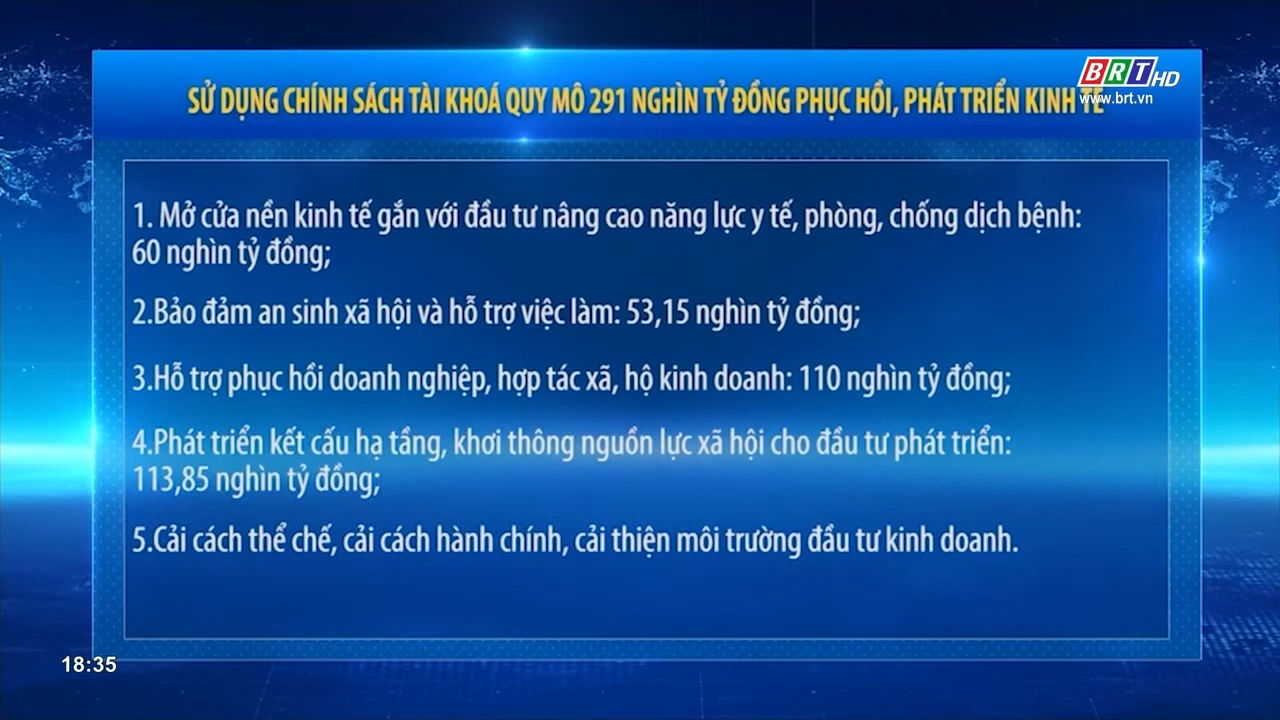 BRT HD
www.brt.vn
SỬ DỤNG CHÍNH SÁCH TÀI KHOÁ QUY MÔ 291 NGHÌN TỶ ĐỒNG PHỤC HỒI, PHÁT TRIỂN KINH TẾ
1. Mở cửa nền kinh tế gắn với đầu tư nâng cao năng lực y tế, phòng, chống dịch bệnh:
60 nghìn tỷ đồng;
2.Bảo đảm an sinh xã hội và hỗ trợ việc làm: 53,15 nghìn tỷ đồng;
3.Hỗ trợ phục hồi doanh nghiệp, hợp tác xã, hộ kinh doanh: 110 nghìn tỷ đồng;
4.Phát triển kết cấu hạ tầng, khơi thông nguồn lực xã hội cho đầu tư phát triển:
113,85 nghìn tỷ đồng;
5.Cải cách thể chế, cải cách hành chính, cải thiện môi trường đầu tư kinh doanh.
18:35